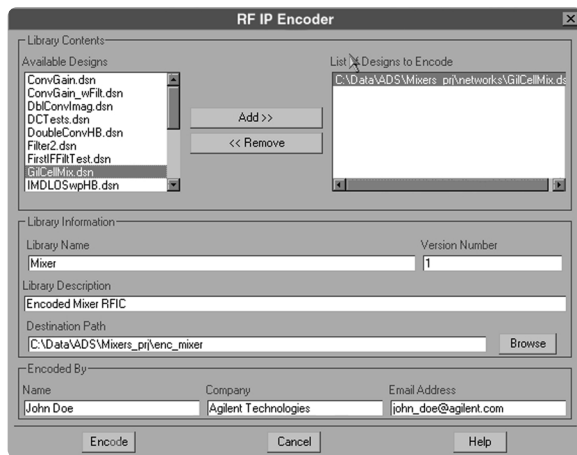 RF IP Encoder
Library Contents
Available Designs
ConvGain.dsn
ConvGain_wFilt.dsn
DblConvImag.dsn
DCTests.dsn
DoubleConvHB.dsn
Filter2.dsn
FirstIFFiltTest.dsn
GilCellMix.dsn
IMDLOSwpHB.dsn
Add >>
<< Remove
List Designs to Encode
C:\Data\ADS\Mixers_prj\networks\GilCellMix.ds
Library Information
Library Name
Version Number
Mixer
1
Library Description
Encoded Mixer RFIC
Destination Path
C:\Data\ADS\Mixers_prj\enc_mixer
Browse
Encoded By
Name
Company
Email Address
John Doe
Agilent Technologies
john_doe@agilent.com
Encode
Cancel
Help